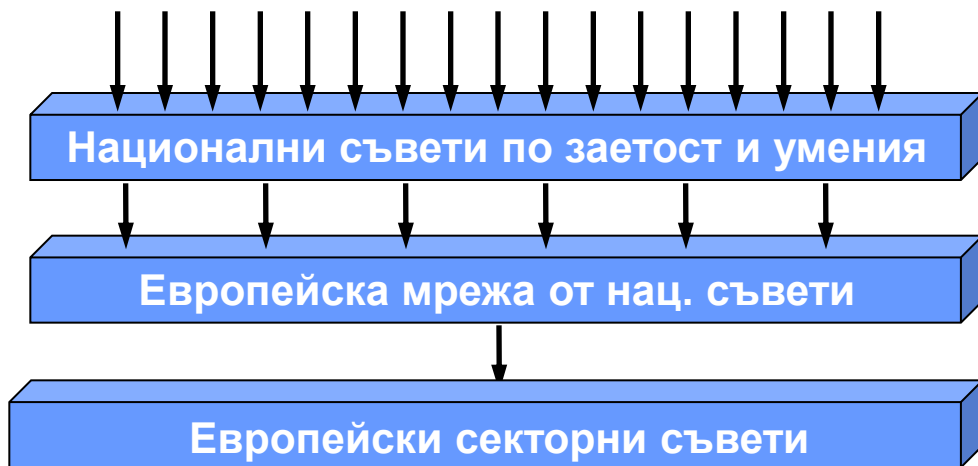 Национални съвети по заетост и умения
Европейска мрежа от нац. съвети
Европейски секторни съвети